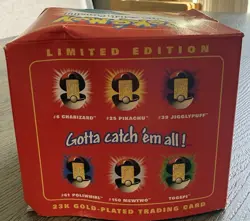 LIMITED EDITION
#6 CHARIZARD
#25 PIKACHU
#39 JIGGLYPUFF
Gotta catch 'em all!
#61 POLIWHIRL
#150 MEWTWO
TOGEPI
23K GOLD-PLATED TRADING CARD